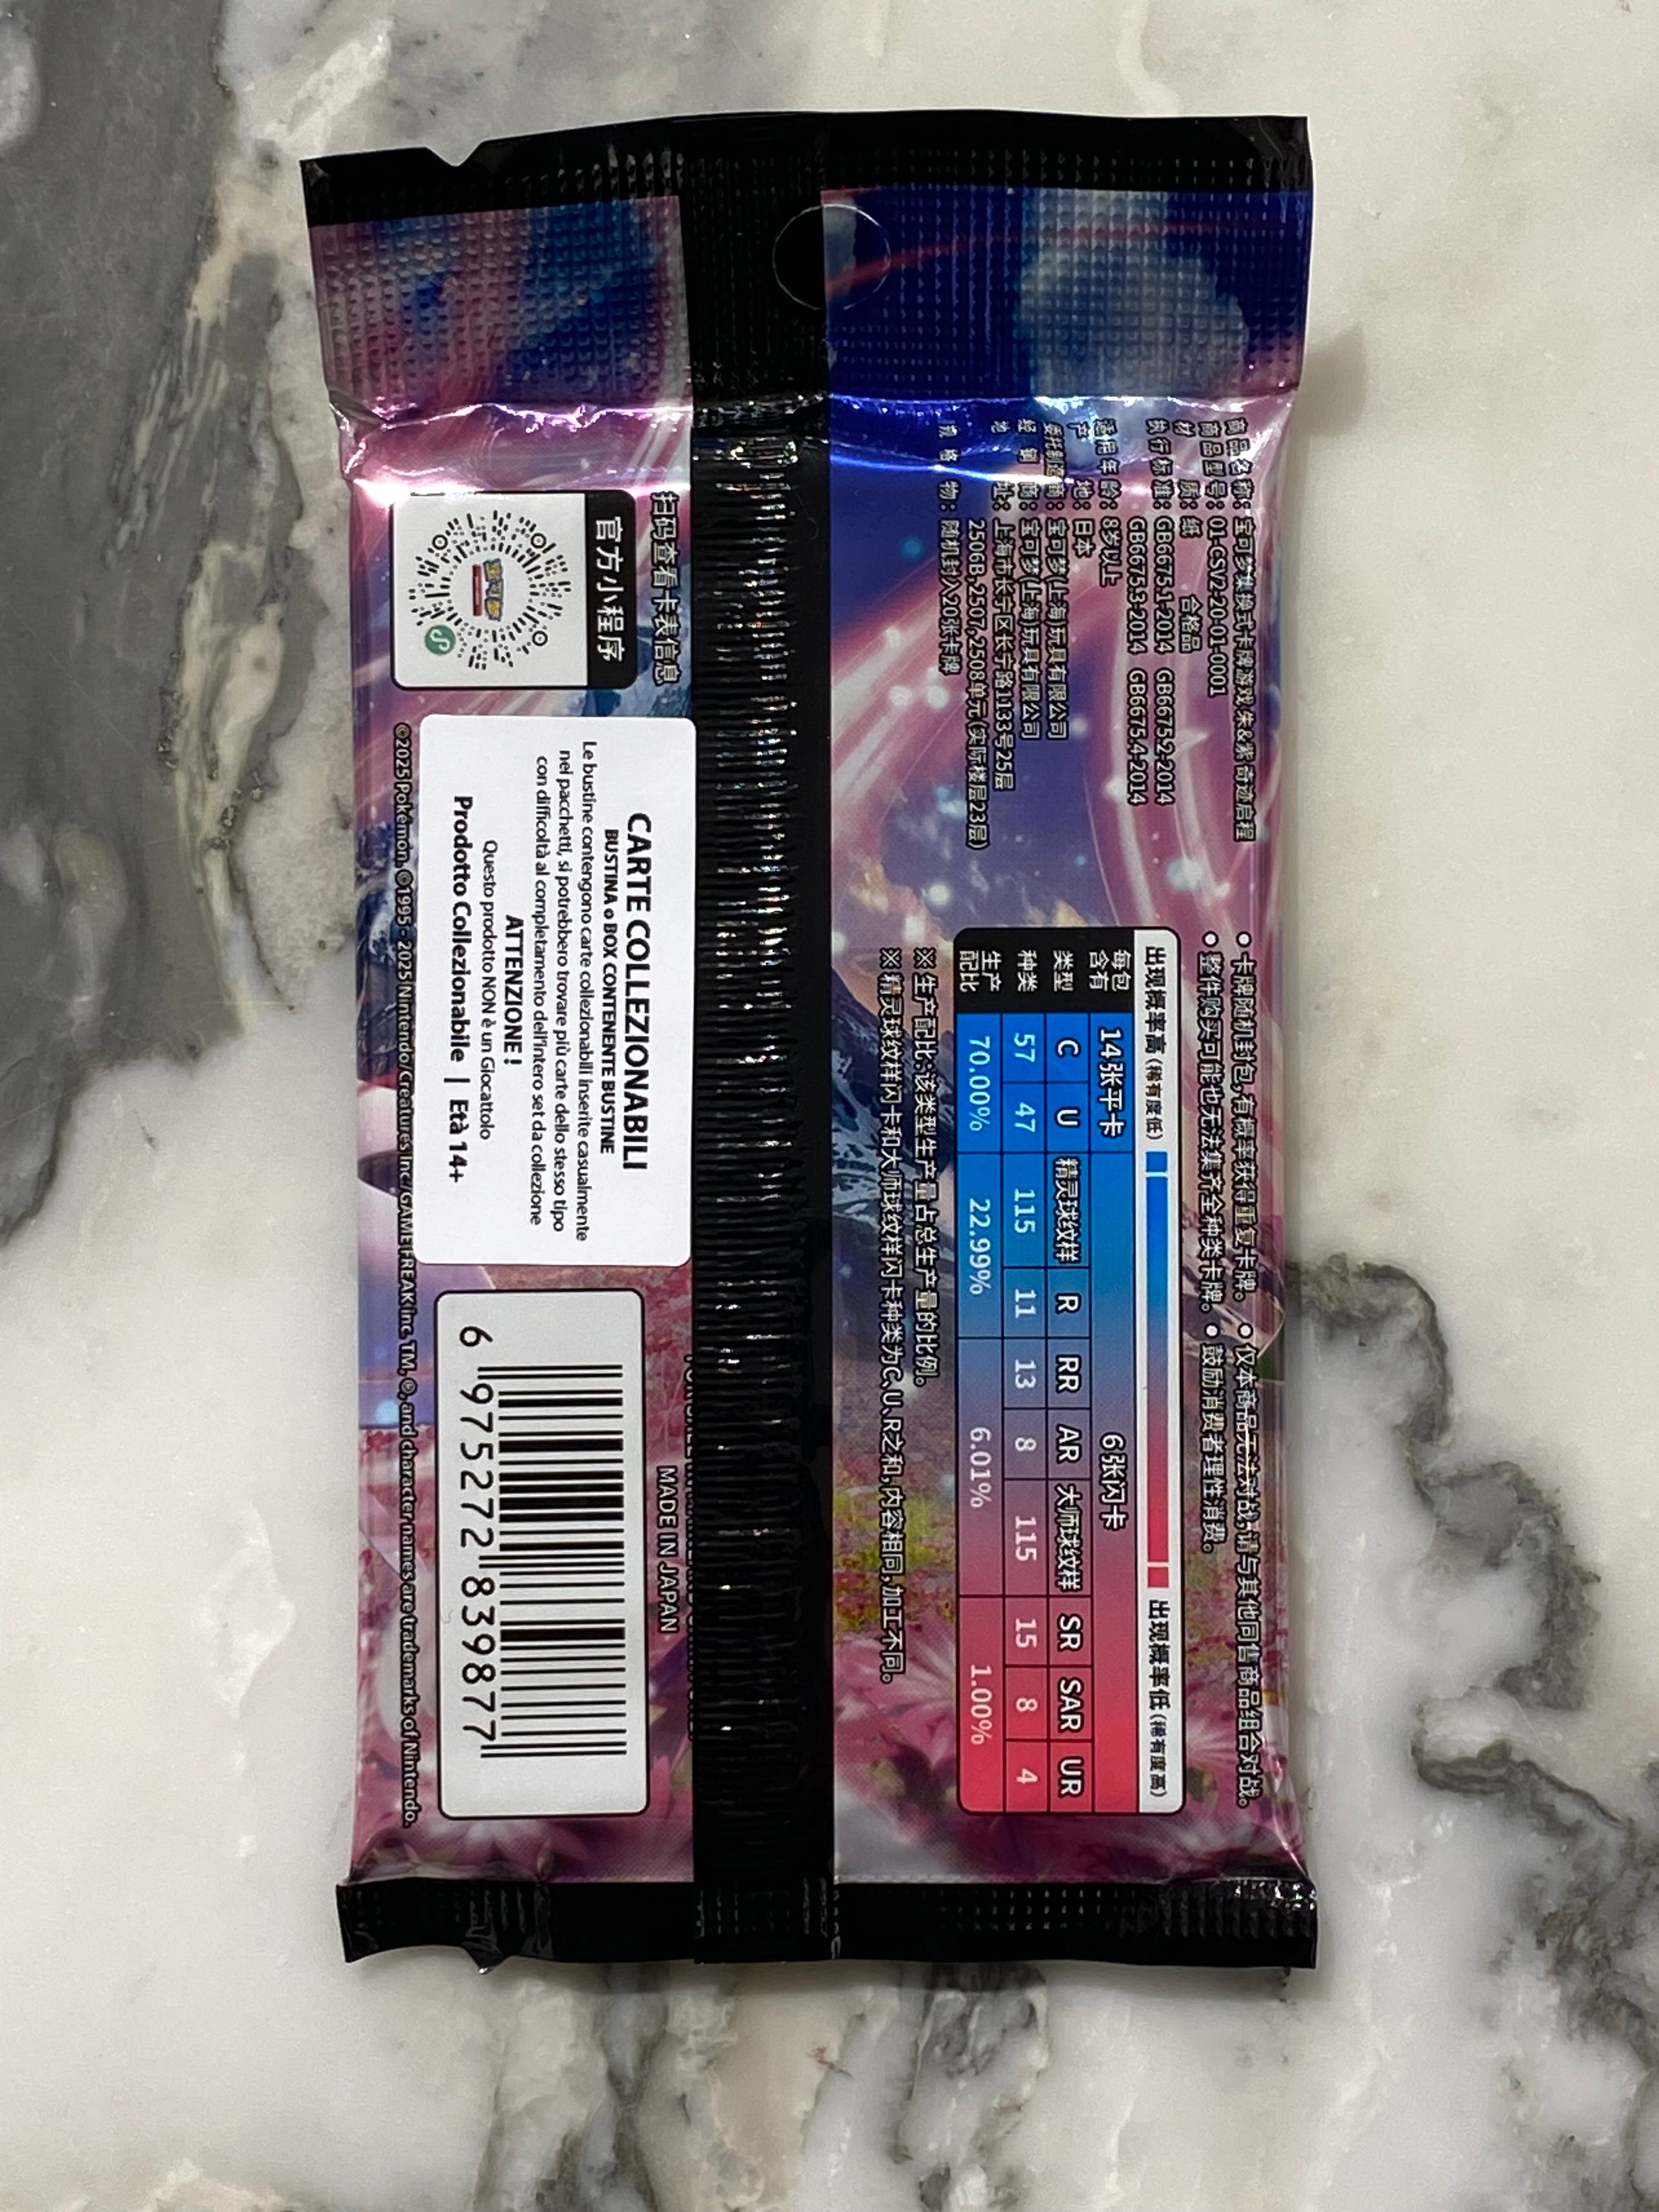 商品名称：宝可梦集换式卡牌游戏 朱&紫 奇迹启程
商品型号：01-CSV2-20-01-0001
材 质：纸 合格品
执行标准：GB6675.1-2014 GB6675.2-2014
GB6675.3-2014 GB6675.4-2014
适用年龄：8岁以上
产 地：日本
委托制造商：宝可梦(上海)玩具有限公司
经 销 商：宝可梦(上海)玩具有限公司
地 址：上海市长宁区长宁路1133号25层
2506B,2507,2508单元(实际楼层23层)
规 格 物：随机封入20张卡牌
●卡牌随机封包,有概率获得重复卡牌。 ●仅本商品无法对战,请与其他同售商品组合对战。
●整件购买可能也无法集齐全种类卡牌。 ●鼓励消费者理性消费。
出现概率高(稀有度低) 出现概率低(稀有度高)
每包含有 14张平卡 6张闪卡
类型 C U 精灵球纹样 R RR AR 大师球纹样 SR SAR UR
种类 57 47 115 11 13 8 115 15 8 4
生产配比 70.00% 22.99% 6.01% 1.00%
※生产配比:该类型生产量占总生产量的比例。
※精灵球纹样闪卡和大师球纹样闪卡种类为C、U、R之和,内容相同,加工不同。
扫码查看卡表信息
官方小程序
宝可梦
CARTE COLLEZIONABILI
BUSTINA o BOX CONTENENTE BUSTINE
Le bustine contengono carte collezionabili inserite casualmente
nei pacchetti, si potrebbero trovare più carte dello stesso tipo
con difficoltà al completamento dell'intero set da collezione
ATTENZIONE !
Questo prodotto NON è un Giocattolo
Prodotto Collezionabile | Età 14+
MADE IN JAPAN
6 975272 839877
©2025 Pokémon. ©1995 - 2025 Nintendo/Creatures Inc./GAME FREAK inc. TM, ®, and character names are trademarks of Nintendo.